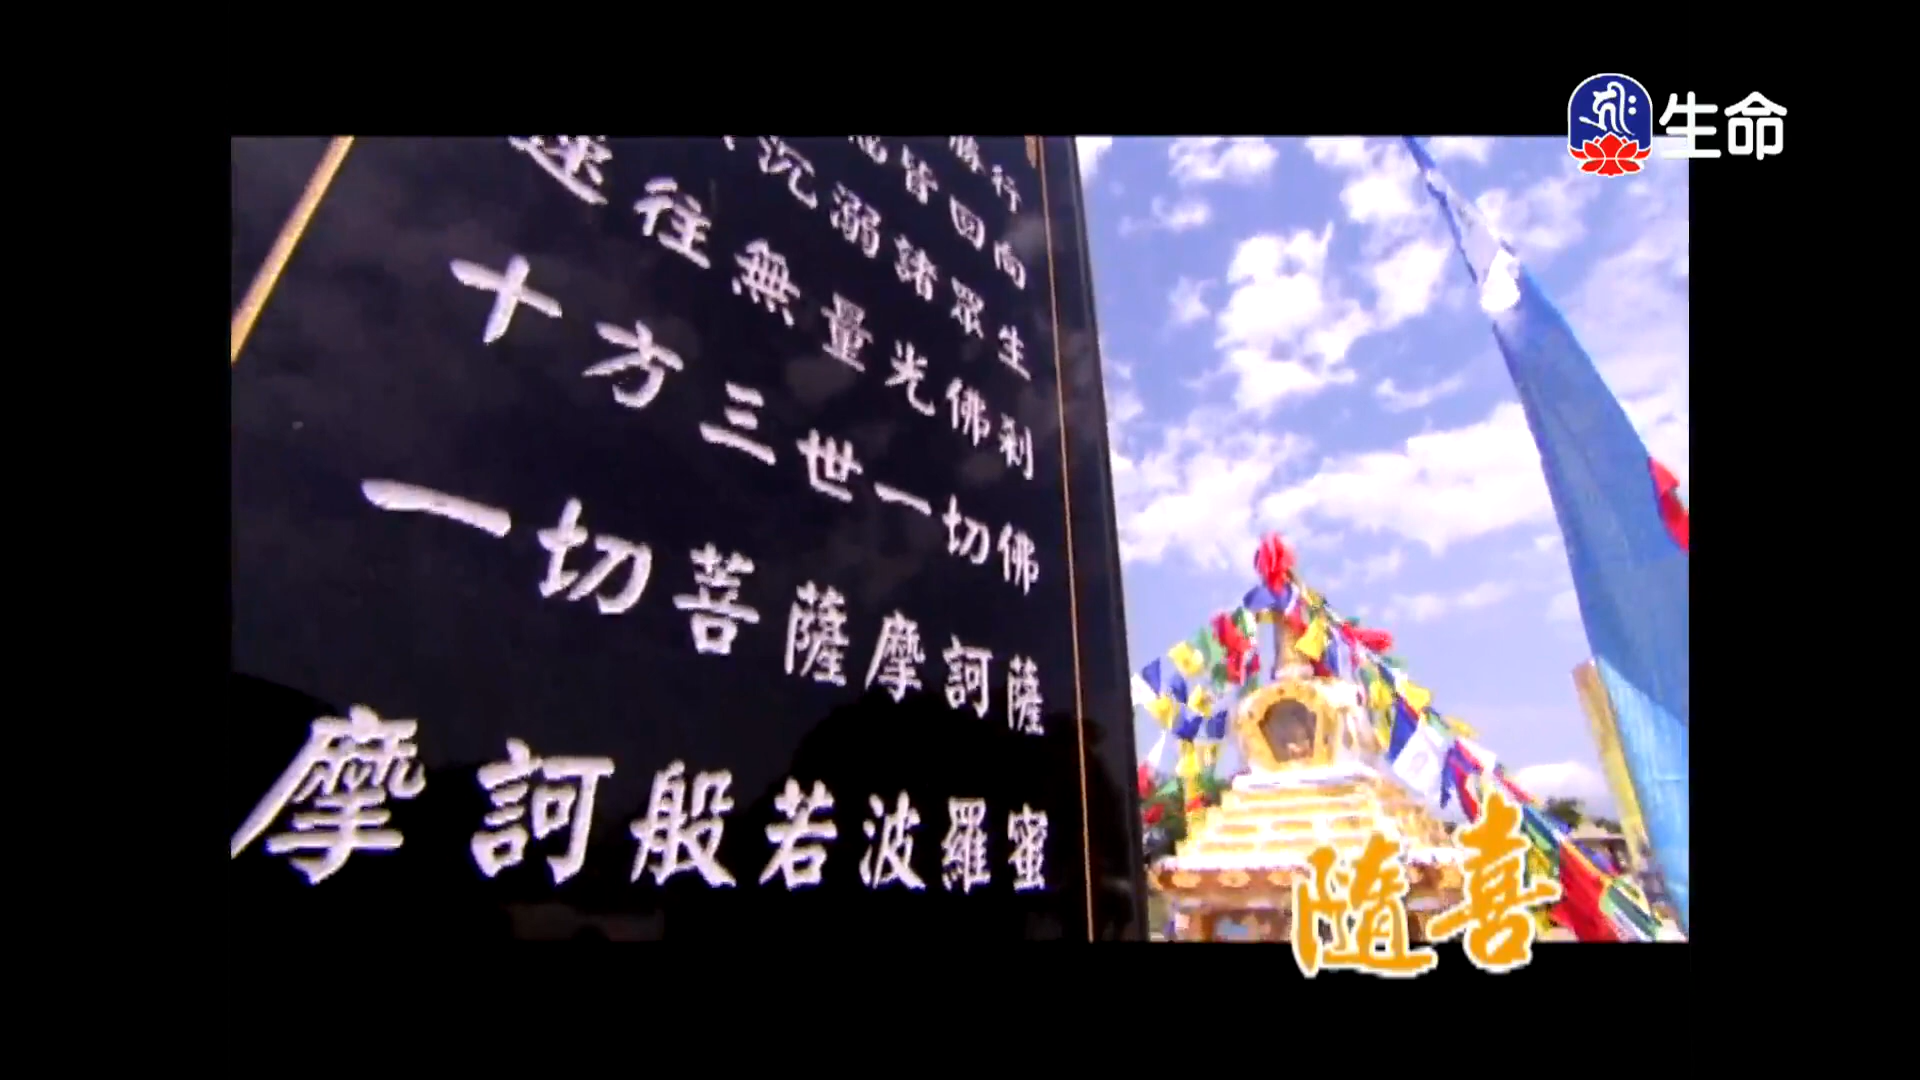 生命
行
皆回向
沉溺諸眾生
速往無量光佛剎
十方三世一切佛
一切菩薩摩訶薩
摩訶般若波羅蜜
隨喜